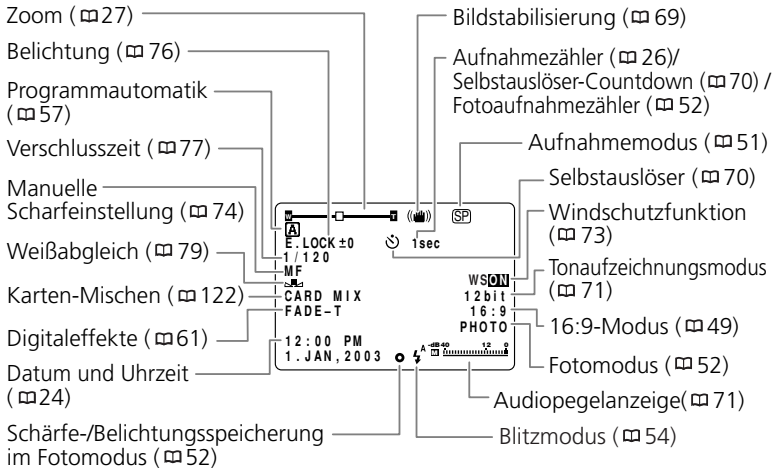 Zoom (27)
Belichtung (76)
Programmautomatik
(57)
Verschlusszeit (77)
Manuelle
Scharfeinstellung (74)
Weißabgleich (79)
Karten-Mischen (122)
Digitaleffekte (61)
Datum und Uhrzeit
(24)
Schärfe-/Belichtungsspeicherung
im Fotomodus (52)
W T SP
A
E.LOCK±0 1sec
1/120
MF
WS ON
CARD MIX 12bit
FADE-T 16:9
PHOTO
12:00 PM
1.JAN,2003 A -dB 40 12 0
Bildstabilisierung (69)
Aufnahmezähler (26)/
Selbstauslöser-Countdown (70) /
Fotoaufnahmezähler (52)
Aufnahmemodus (51)
Selbstauslöser (70)
Windschutzfunktion
(73)
Tonaufzeichnungsmodus
(71)
16:9-Modus (49)
Fotomodus (52)
Audiopegelanzeige(71)
Blitzmodus (54)